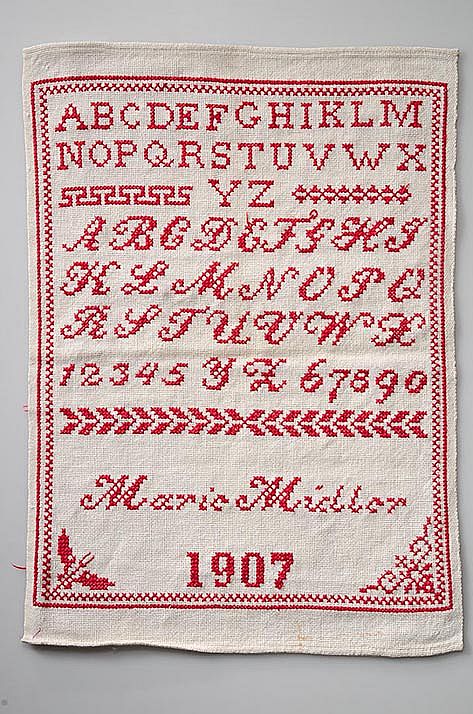 ABCDEFGHIKLM
NOPQRSTUVWX
YZ
ABCDEFGHI
KLMNOPQ
RSTUVWX
12345 YZ 67890
Marie Müller
1907